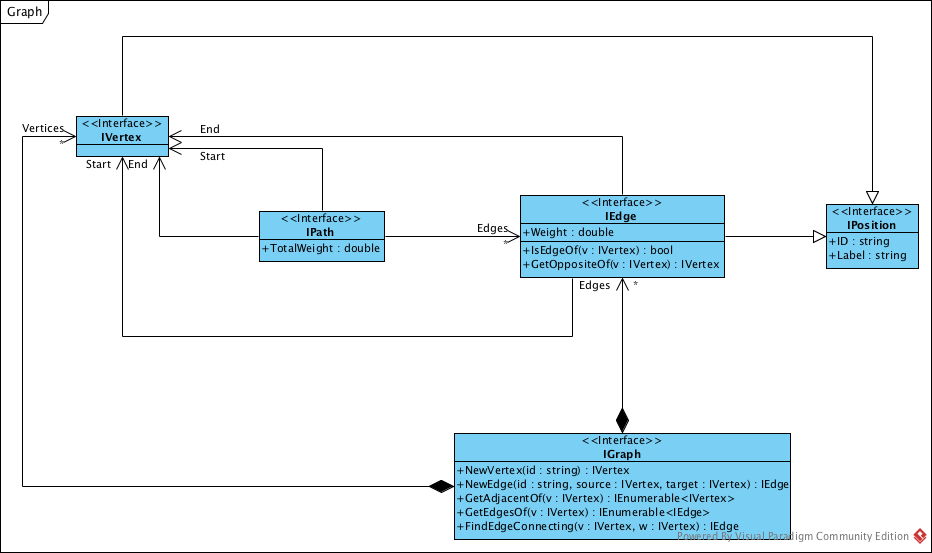 Graph
Vertices
*
<<Interface>>
IVertex
End
Start
Start
End
<<Interface>>
IPath
+TotalWeight : double
Edges
*
<<Interface>>
IEdge
+Weight : double
+IsEdgeOf(v : IVertex) : bool
+GetOppositeOf(v : IVertex) : IVertex
<<Interface>>
IPosition
+ID : string
+Label : string
Edges
*
<<Interface>>
IGraph
+NewVertex(id : string) : IVertex
+NewEdge(id : string, source : IVertex, target : IVertex) : IEdge
+GetAdjacentOf(v : IVertex) : IEnumerable<IVertex>
+GetEdgesOf(v : IVertex) : IEnumerable<IEdge>
+FindEdgeConnecting(v : IVertex, w : IVertex) : IEdge
Powered By Visual Paradigm Community Edition